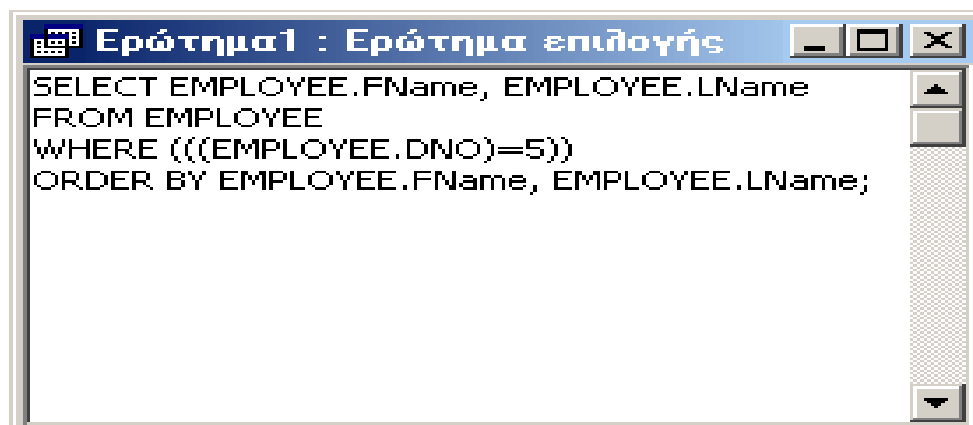 Ερώτημα1 : Ερώτημα επιλογής
SELECT EMPLOYEE.FName, EMPLOYEE.LName
FROM EMPLOYEE
WHERE (((EMPLOYEE.DNO)=5))
ORDER BY EMPLOYEE.FName, EMPLOYEE.LName;